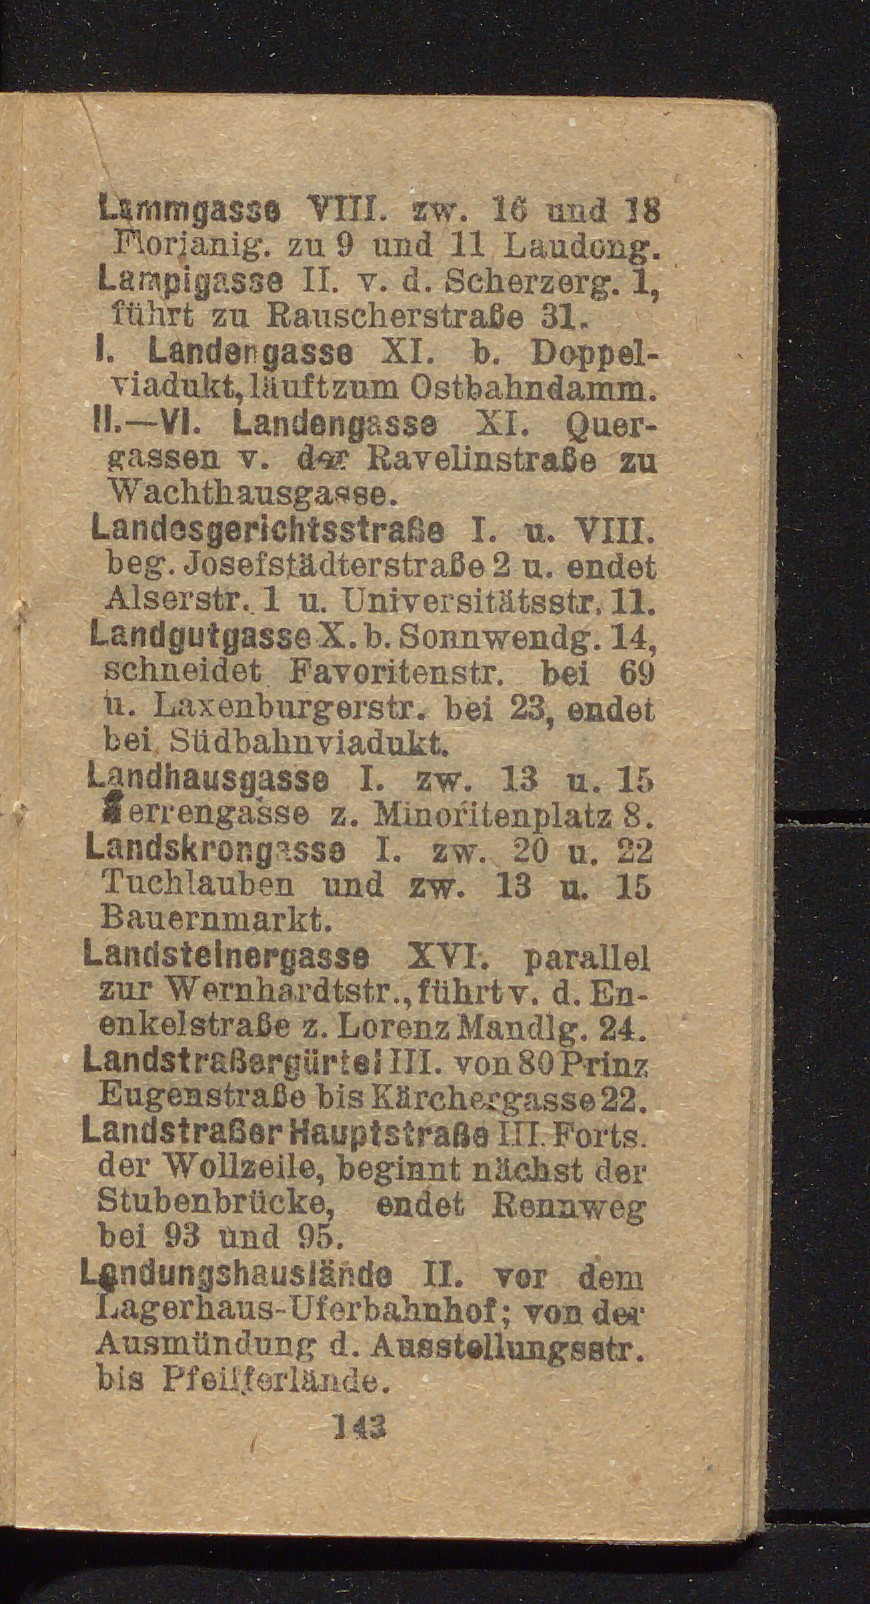 Lammgasse VIII. zw. 16 und 18
Florianig. zu 9 und 11 Laudong.
Lampigasse II. v. d. Scherzerg. 1,
führt zu Rauscherstraße 31.
I. Landengasse XI. b. Doppel-
viadukt, läuft zum Ostbahndamm.
II.—VI. Landengasse XI. Quer-
gassen v. der Ravelinstraße zu
Wachthausgasse.
Landesgerichtsstraße I. u. VIII.
beg. Josefstädterstraße 2 u. endet
Alserstr. 1 u. Universitätsstr. 11.
Landgutgasse X. b. Sonnwendg. 14,
schneidet Favoritenstr. bei 69
u. Laxenburgerstr. bei 23, endet
bei Südbahnviadukt.
Landhausgasse I. zw. 13 u. 15
Herrengasse z. Minoritenplatz 8.
Landskrongasse I. zw. 20 u. 22
Tuchlauben und zw. 13 u. 15
Bauernmarkt.
Landsteinergasse XVI. parallel
zur Wernhardtstr., führt v. d. En-
enkelstraße z. Lorenz Mandlg. 24.
Landstraßergürtel III. von 80 Prinz
Eugenstraße bis Kärchergasse 22.
Landstraßer Hauptstraße III. Forts.
der Wollzeile, beginnt nächst der
Stubenbrücke, endet Rennweg
bei 93 und 95.
Landungshauslände II. vor dem
Lagerhaus-Uferbahnhof; von der
Ausmündung d. Ausstellungsstr.
bis Pfeifferlände.
143